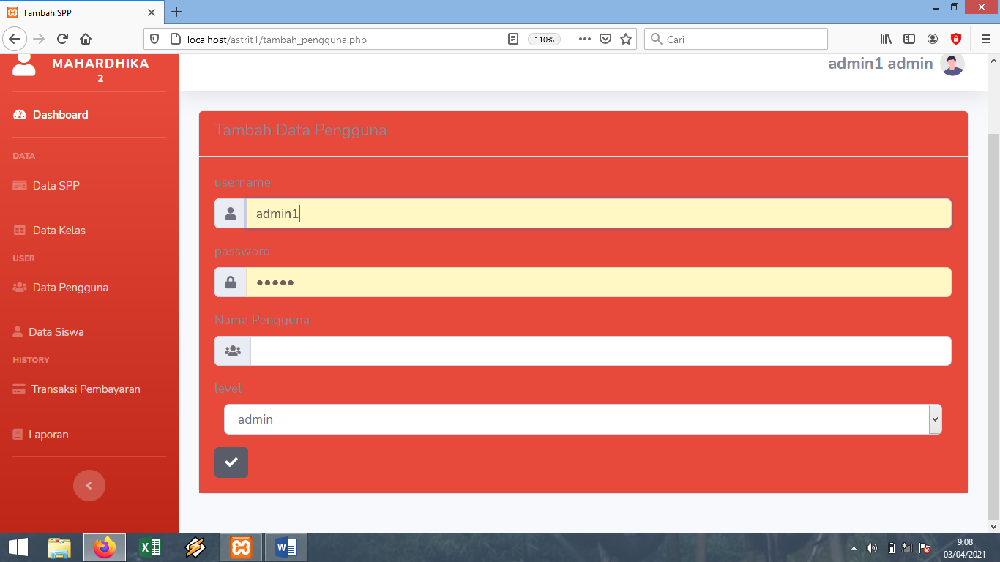 Tambah SPP
localhost/astrit1/tambah_pengguna.php
110%
Cari
MAHARDHIKA
2
admin1 admin
Dashboard
DATA
Data SPP
Data Kelas
USER
Data Pengguna
Data Siswa
HISTORY
Transaksi Pembayaran
Laporan
Tambah Data Pengguna
username
admin1
password
Nama Pengguna
level
admin
9:08
03/04/2021